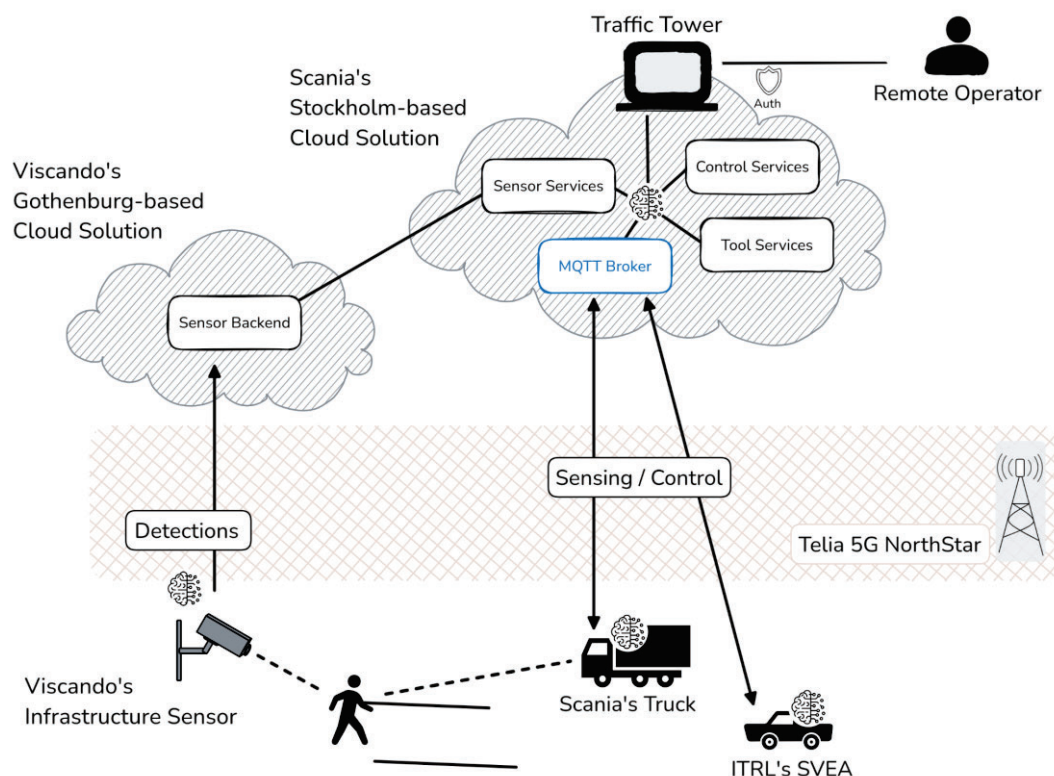 Traffic Tower
Remote Operator
Auth
Scania's
Stockholm-based
Cloud Solution
Viscando's
Gothenburg-based
Cloud Solution
Sensor Services
Control Services
Tool Services
MQTT Broker
Sensor Backend
Sensing / Control
Detections
Telia 5G NorthStar
Viscando's
Infrastructure Sensor
Scania's Truck
ITRL's SVEA